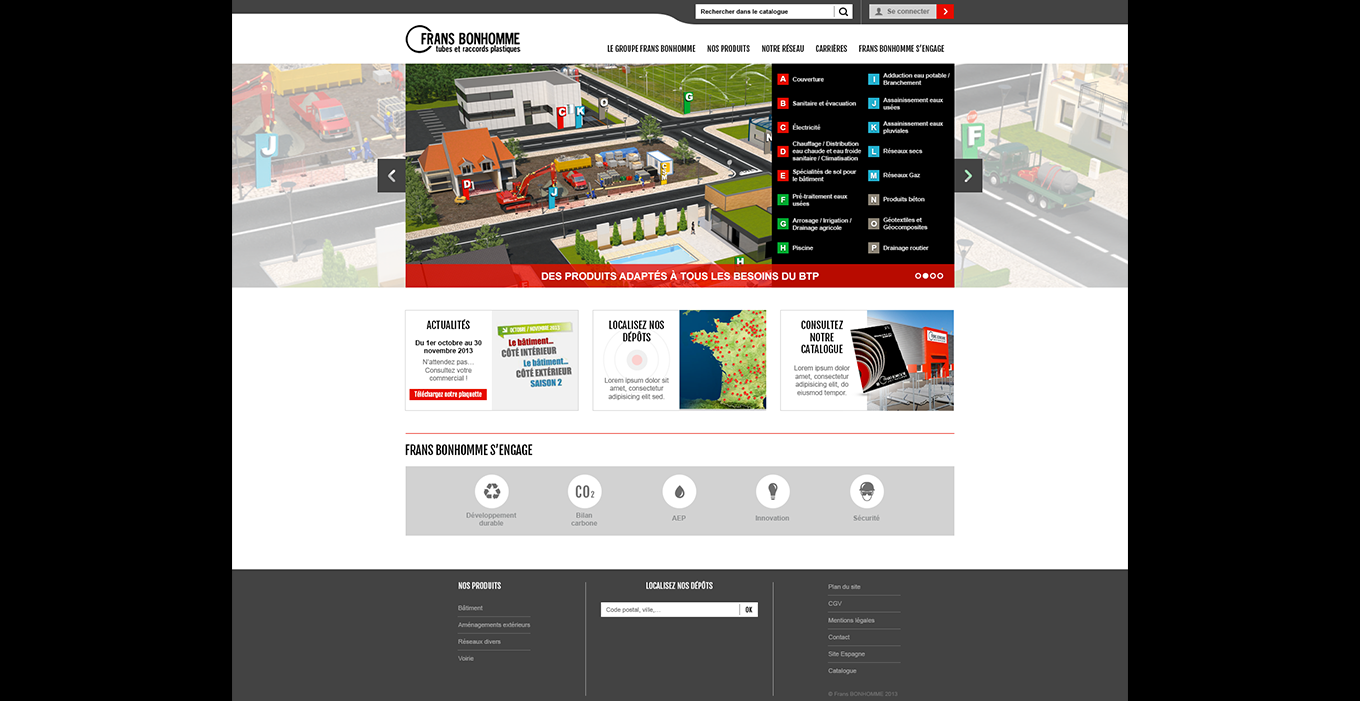 Rechercher dans le catalogue
Se connecter
FRANS BONHOMME
tubes et raccords plastiques
LE GROUPE FRANS BONHOMME
NOS PRODUITS
NOTRE RÉSEAU
CARRIÈRES
FRANS BONHOMME S'ENGAGE
J
C
I
K
O
G
N
D
J
E
H
F
A Couverture
B Sanitaire et évacuation
C Électricité
D Chauffage / Distribution
eau chaude et eau froide
sanitaire / Climatisation
E Spécialités de sol pour
le bâtiment
F Pré-traitement eaux
usées
G Arrosage / Irrigation /
Drainage agricole
H Piscine
I Adduction eau potable /
Branchement
J Assainissement eaux
usées
K Assainissement eaux
pluviales
L Réseaux secs
M Réseaux Gaz
N Produits béton
O Géotextiles et
Géocomposites
P Drainage routier
DES PRODUITS ADAPTÉS À TOUS LES BESOINS DU BTP
ACTUALITÉS
Du 1er octobre au 30
novembre 2013
N'attendez pas...
Consultez votre
commercial !
Téléchargez notre plaquette
OCTOBRE / NOVEMBRE 2013
Le bâtiment...
CÔTÉ INTÉRIEUR
Le bâtiment...
CÔTÉ EXTÉRIEUR
SAISON 2
LOCALISEZ NOS
DÉPÔTS
Lorem ipsum dolor sit
amet, consectetur
adipisicing elit sed.
CONSULTEZ
NOTRE
CATALOGUE
Lorem ipsum dolor
amet, consectetur
adipisicing elit, do
eiusmod tempor.
FRANS BONHOMME S'ENGAGE
CO2
Développement
durable
Bilan
carbone
AEP
Innovation
Sécurité
NOS PRODUITS
Bâtiment
Aménagements extérieurs
Réseaux divers
Voirie
LOCALISEZ NOS DÉPÔTS
Code postal, ville,...
OK
Plan du site
CGV
Mentions légales
Contact
Site Espagne
Catalogue
© Frans BONHOMME 2013